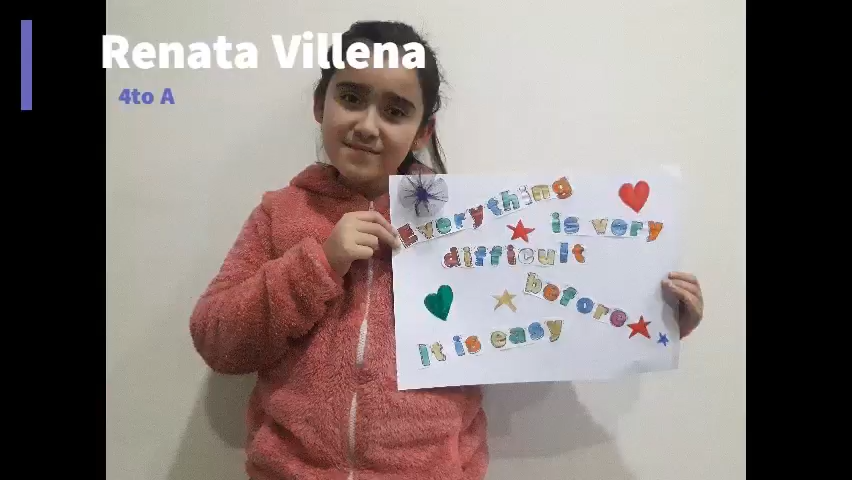 Renata Villena
4to A
Everything
is very
difficult
before
It is easy